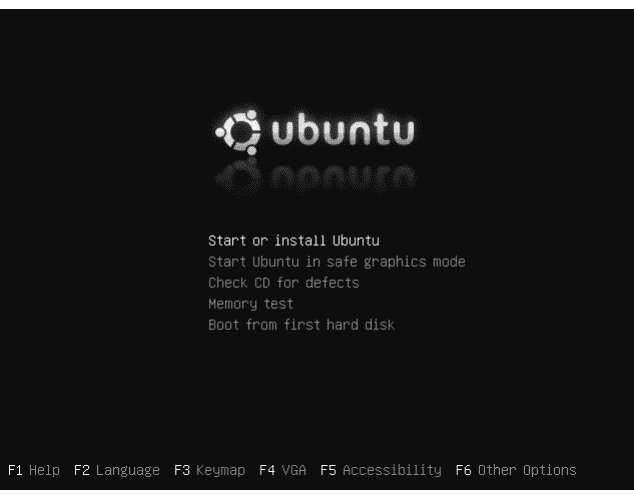 ubuntu
Start or install Ubuntu
Start Ubuntu in safe graphics mode
Check CD for defects
Memory test
Boot from first hard disk
F1 Help F2 Language F3 Keymap F4 VGA F5 Accessibility F6 Other Options